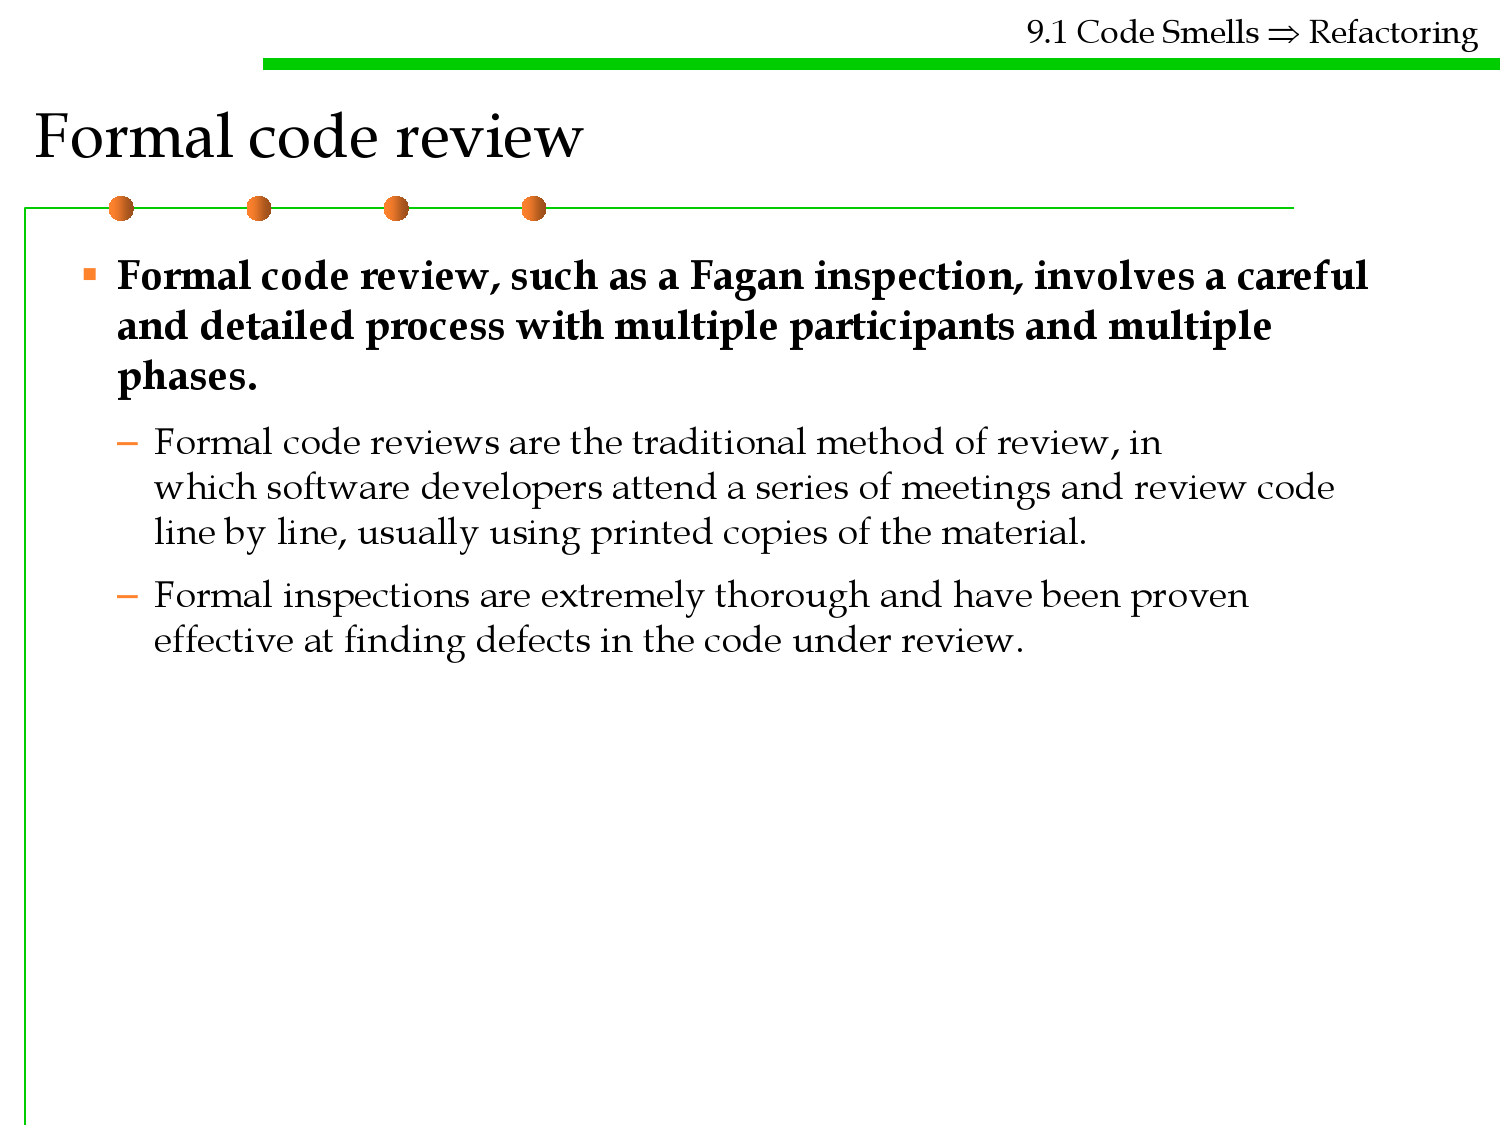 9.1 Code Smells ⇒ Refactoring
Formal code review
▪ Formal code review, such as a Fagan inspection, involves a careful
and detailed process with multiple participants and multiple
phases.
– Formal code reviews are the traditional method of review, in
which software developers attend a series of meetings and review code
line by line, usually using printed copies of the material.
– Formal inspections are extremely thorough and have been proven
effective at finding defects in the code under review.